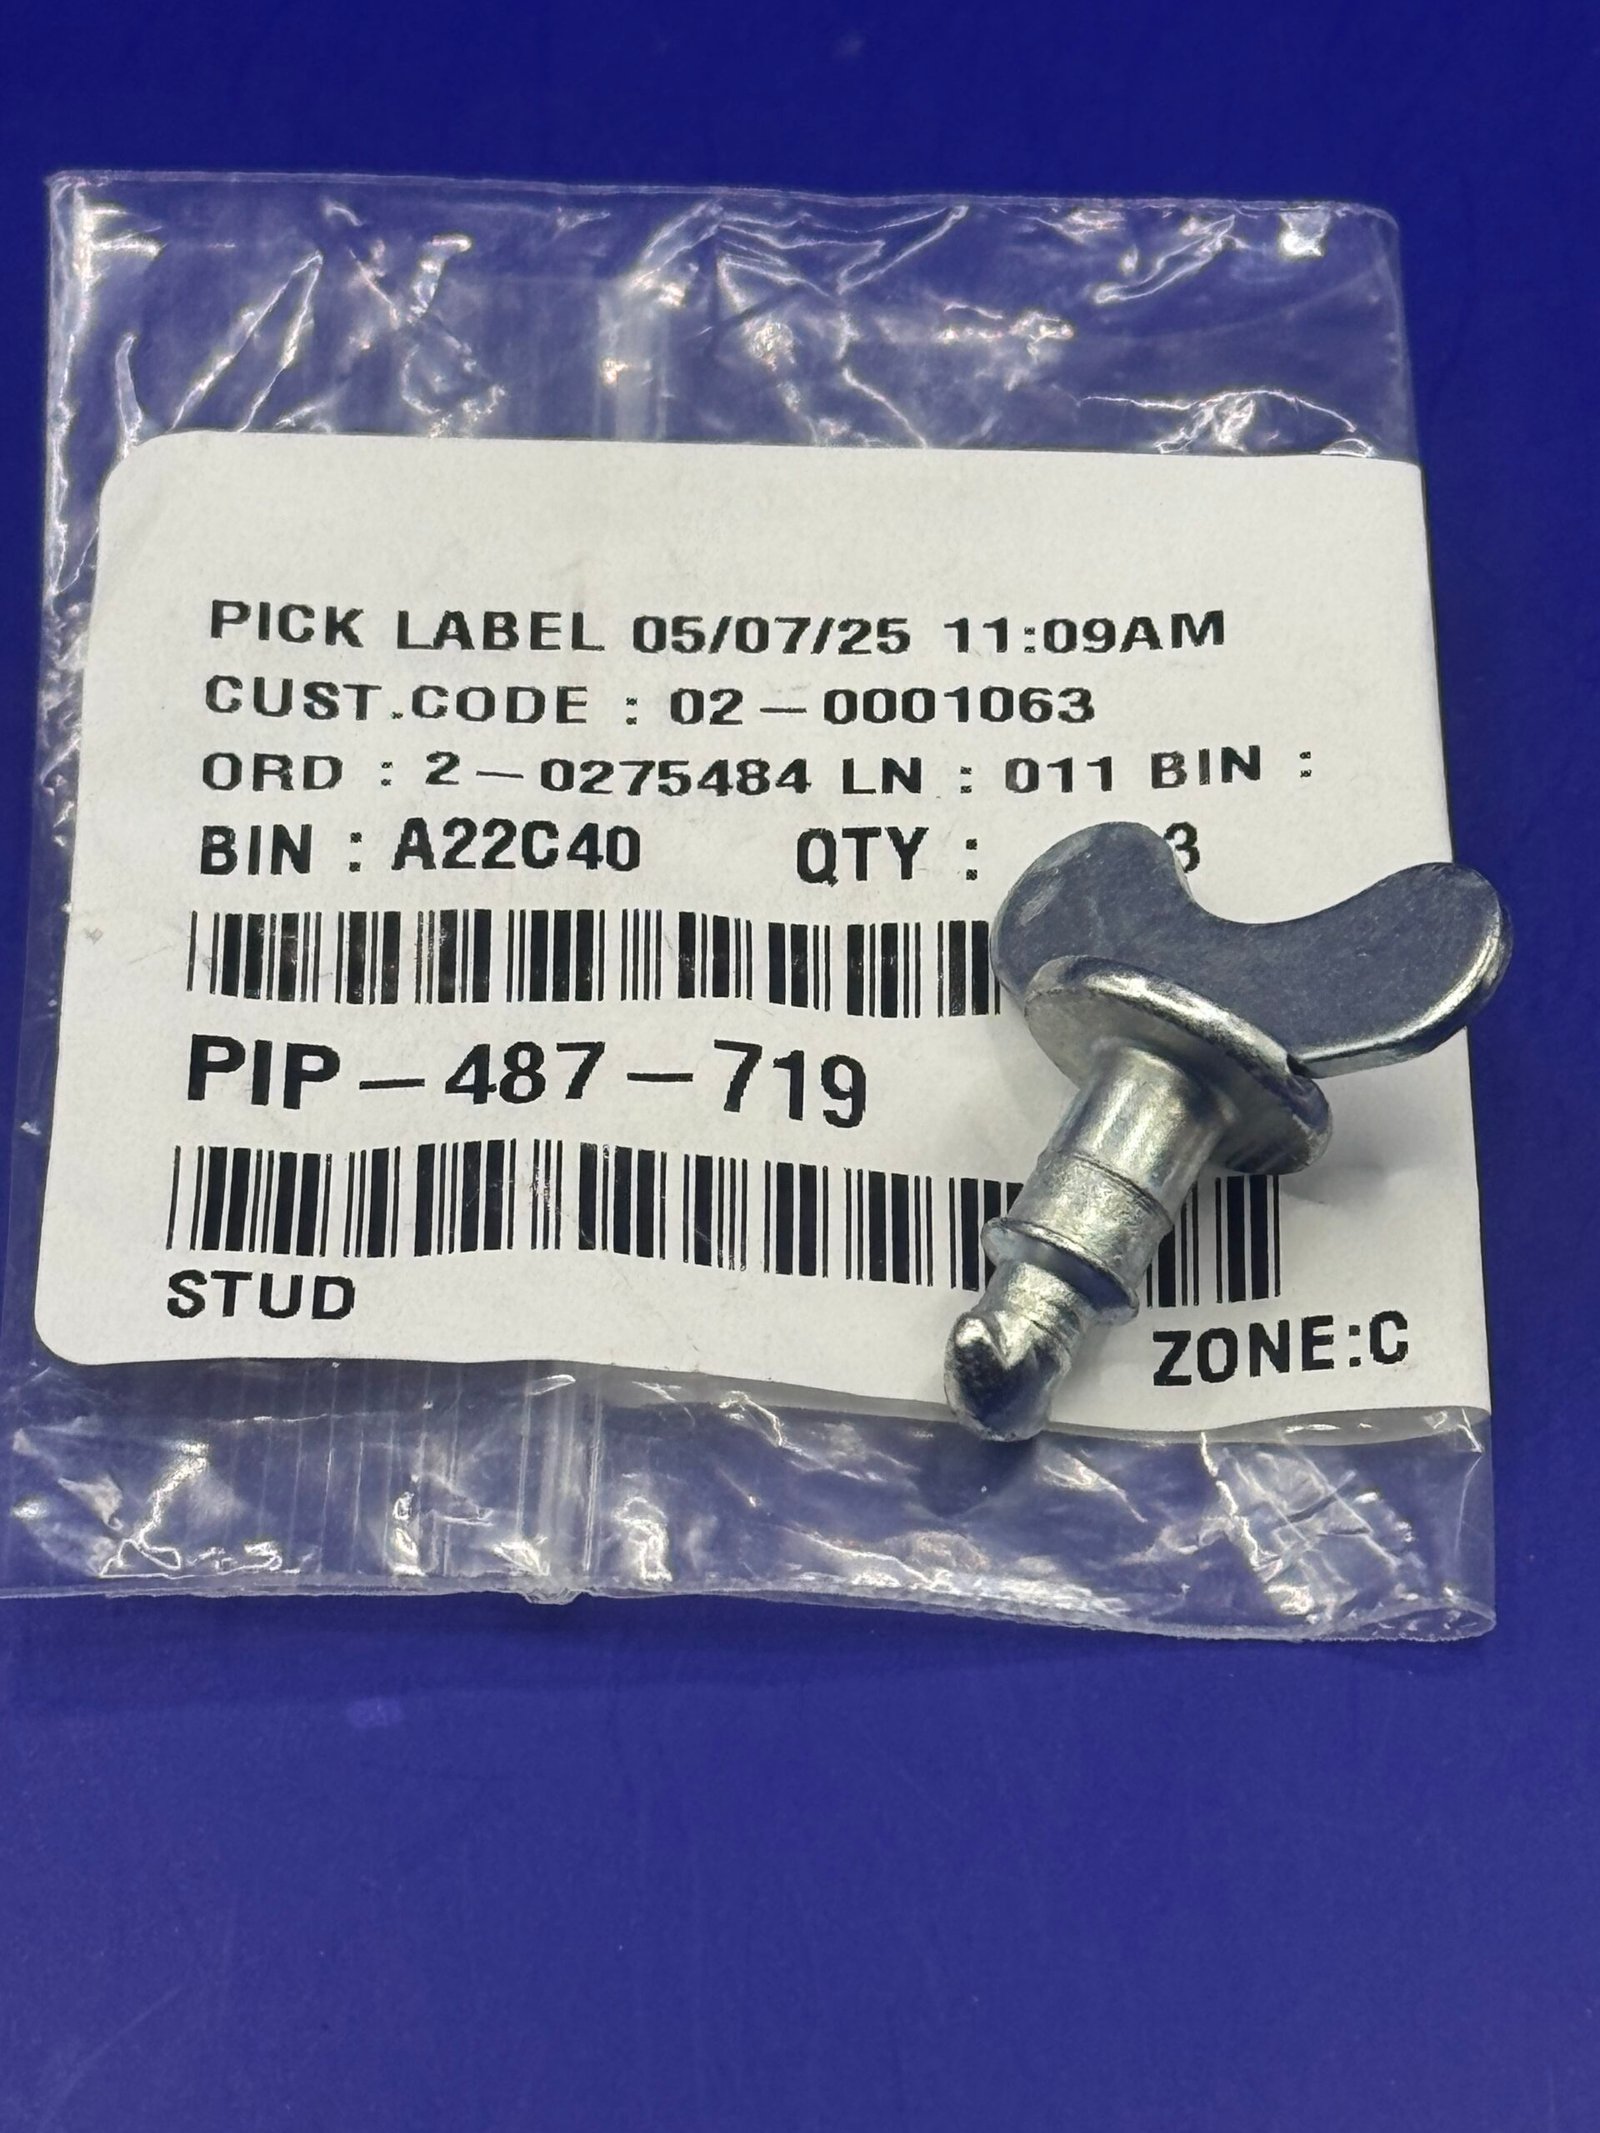 PICK LABEL 05/07/25 11:09AM
CUST.CODE : 02-0001063
ORD : 2-0275484 LN : 011 BIN :
BIN : A22C40 QTY : 3
PIP-487-719
STUD
ZONE:C